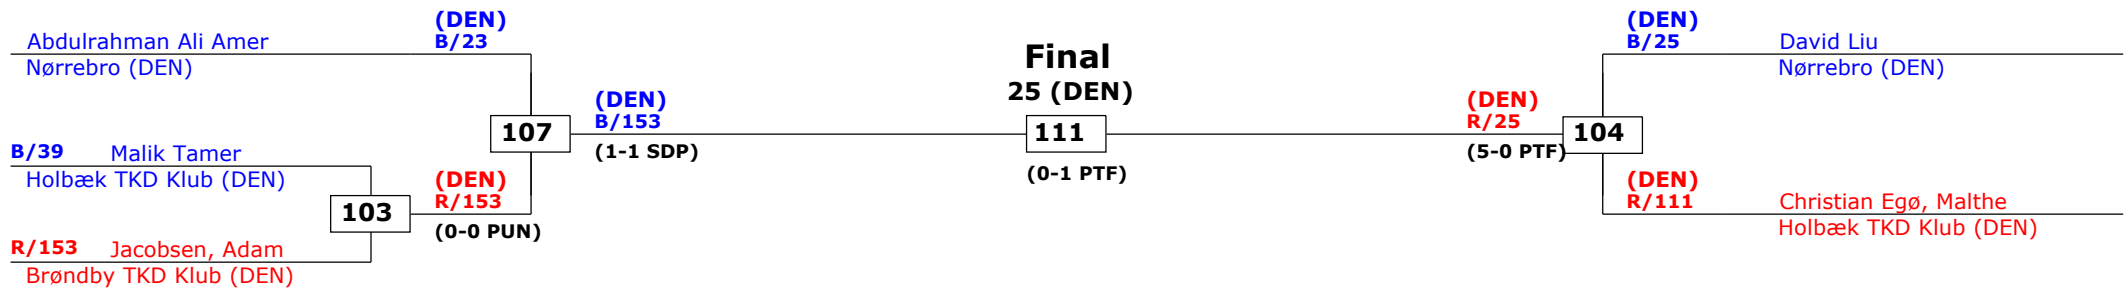 (DEN)
B/23
Abdulrahman Ali Amer
Nørrebro (DEN)
107
(DEN)
B/153
(1-1 SDP)
B/39 Malik Tamer
Holbæk TKD Klub (DEN)
103
(DEN)
R/153
(0-0 PUN)
R/153 Jacobsen, Adam
Brøndby TKD Klub (DEN)
Final
25 (DEN)
111
(0-1 PTF)
(DEN)
R/25
(5-0 PTF)
104
(DEN)
B/25
David Liu
Nørrebro (DEN)
(DEN)
R/111
Christian Egø, Malthe
Holbæk TKD Klub (DEN)